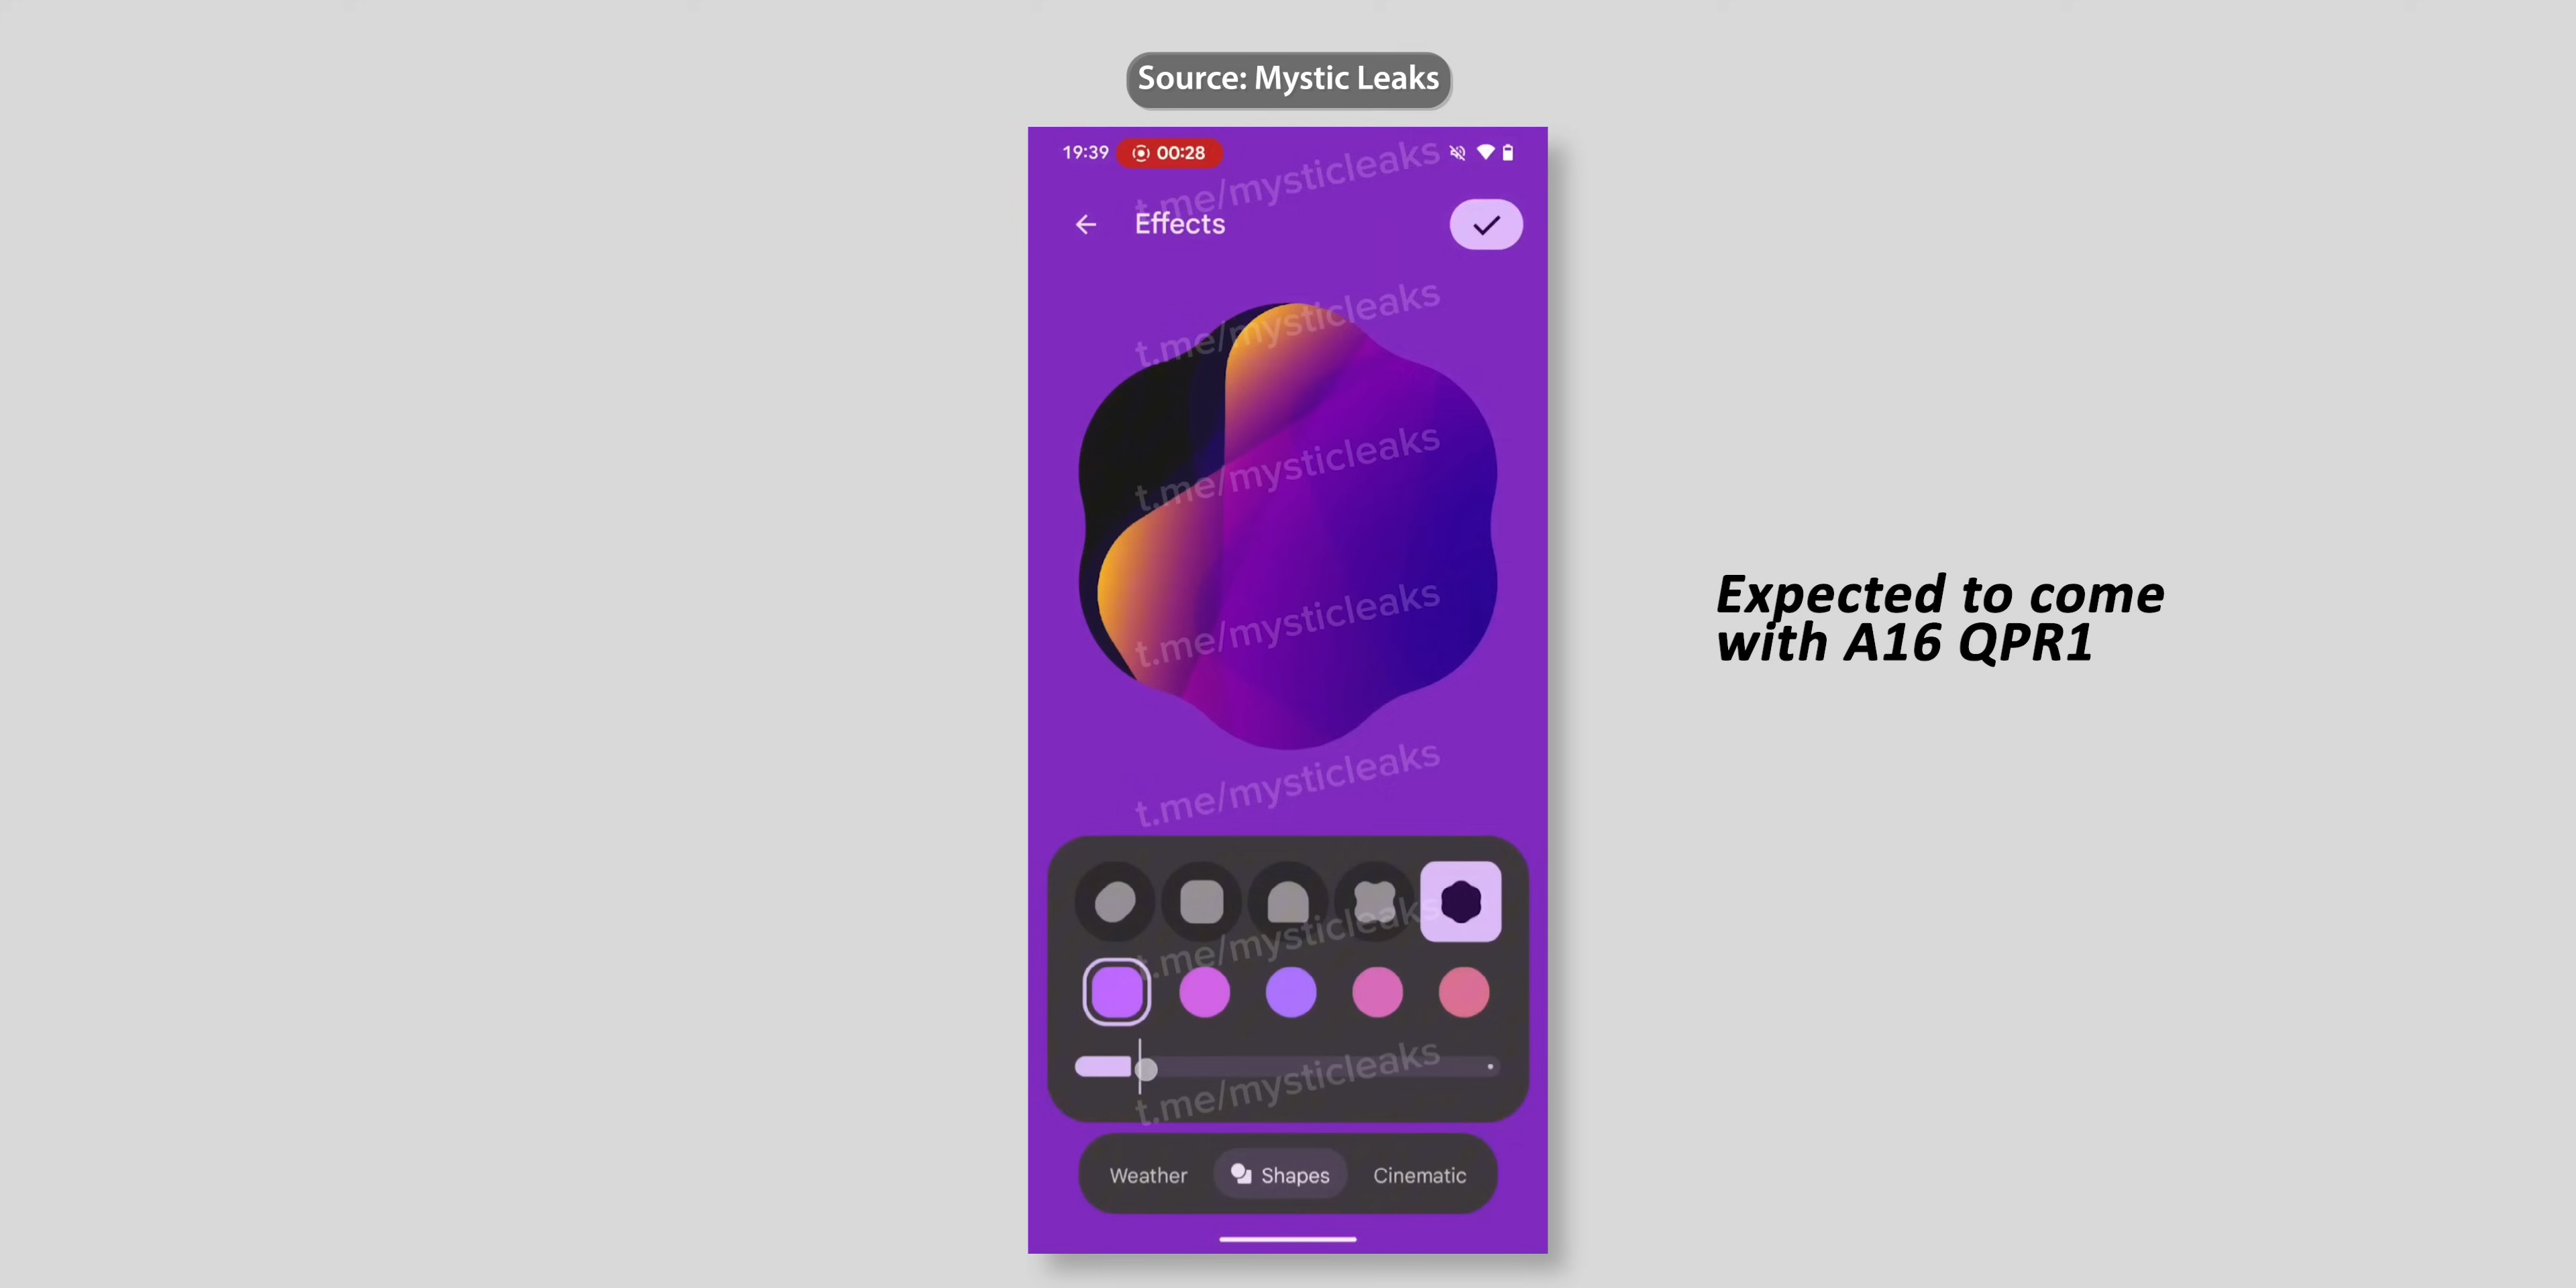 Source: Mystic Leaks
19:39 00:28
t.me/mysticleaks
Effects
t.me/mysticleaks
t.me/mysticleaks
t.me/mysticleaks
Expected to come
with A16 QPR1
t.me/mysticleaks
t.me/mysticleaks
t.me/mysticleaks
Weather Shapes Cinematic